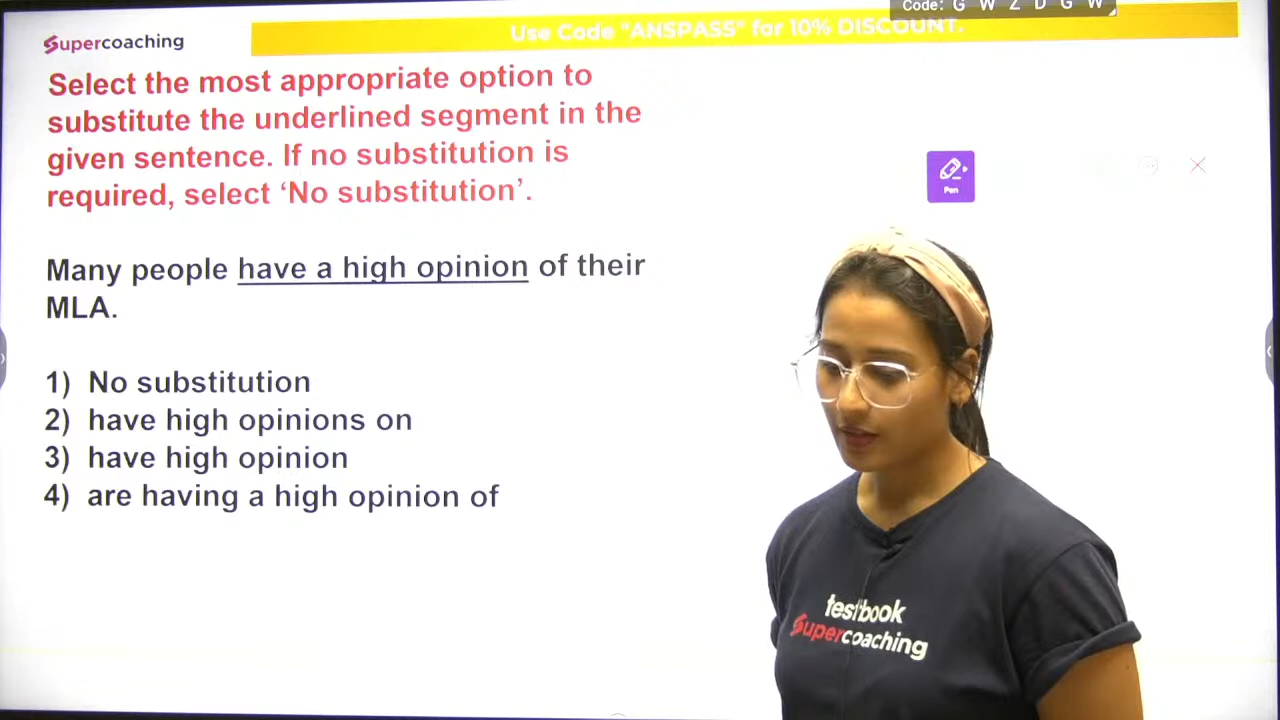 Code: G W Z D G W
Supercoaching
Use Code "ANSPASS" for 10% DISCOUNT.
Select the most appropriate option to
substitute the underlined segment in the
given sentence. If no substitution is
required, select ‘No substitution’.
Pen
Many people have a high opinion of their
MLA.
1) No substitution
2) have high opinions on
3) have high opinion
4) are having a high opinion of
testbook
Supercoaching